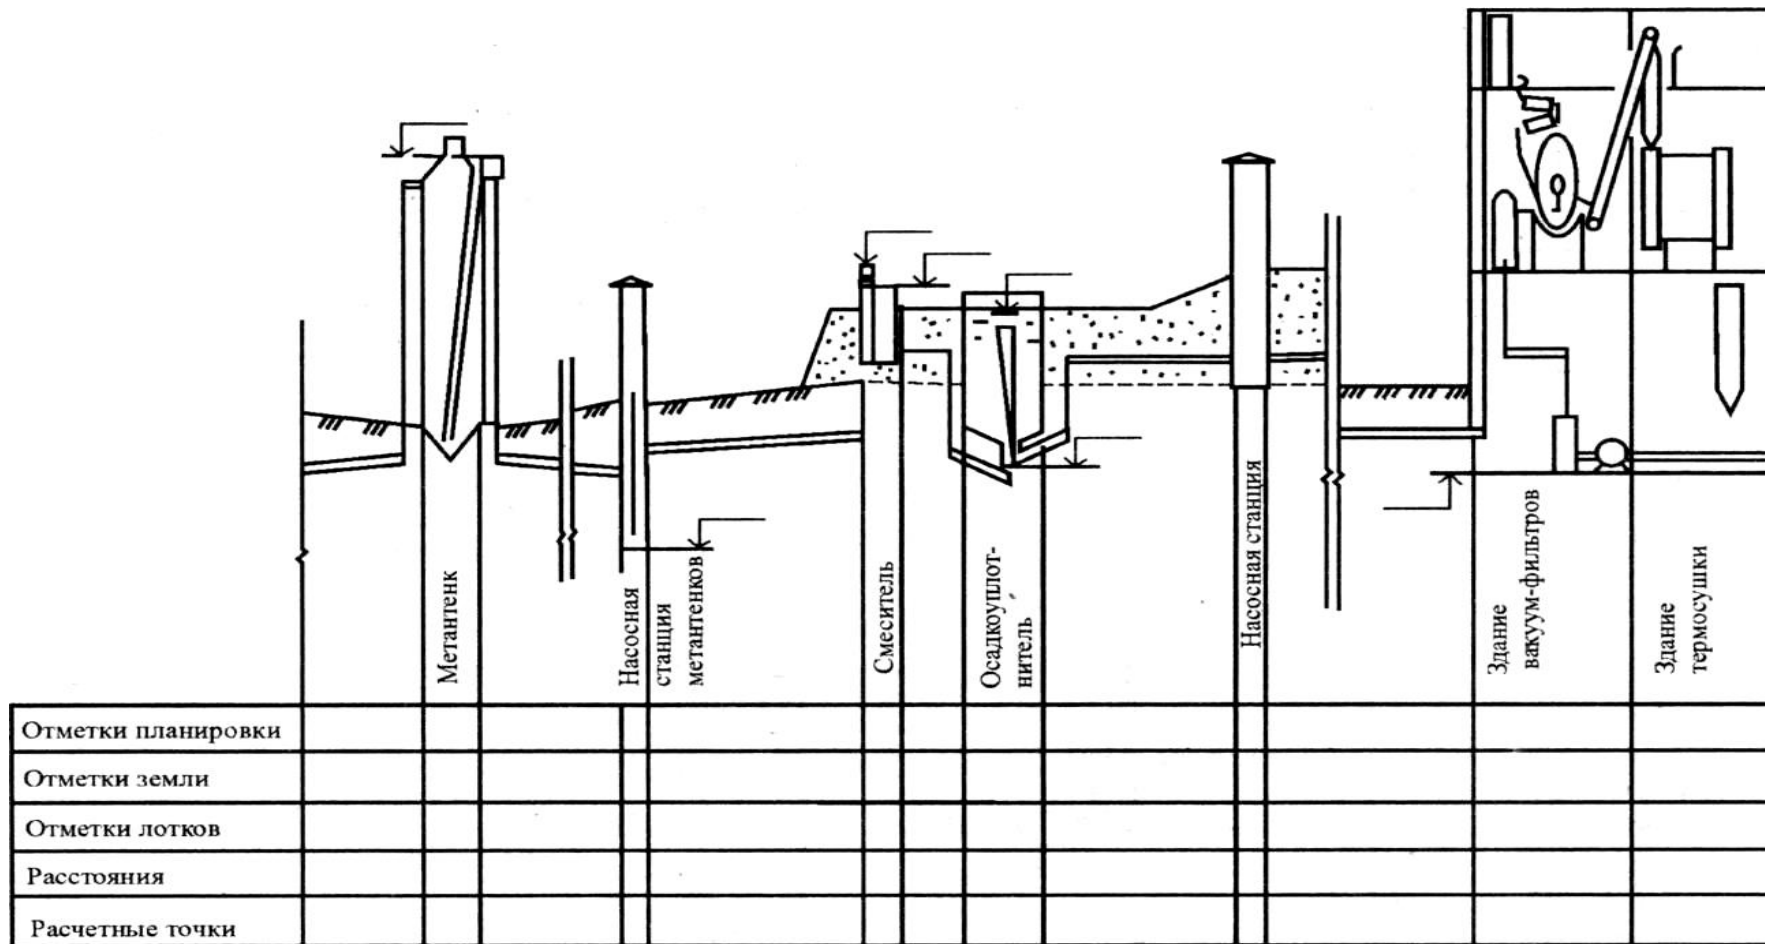 Метантенк
Насосная
станция
метантенков
Смеситель
Осадкоуплот-
нитель
Насосная станция
Здание
вакуум-фильтров
Здание
термосушки
Отметки планировки
Отметки земли
Отметки лотков
Расстояния
Расчетные точки